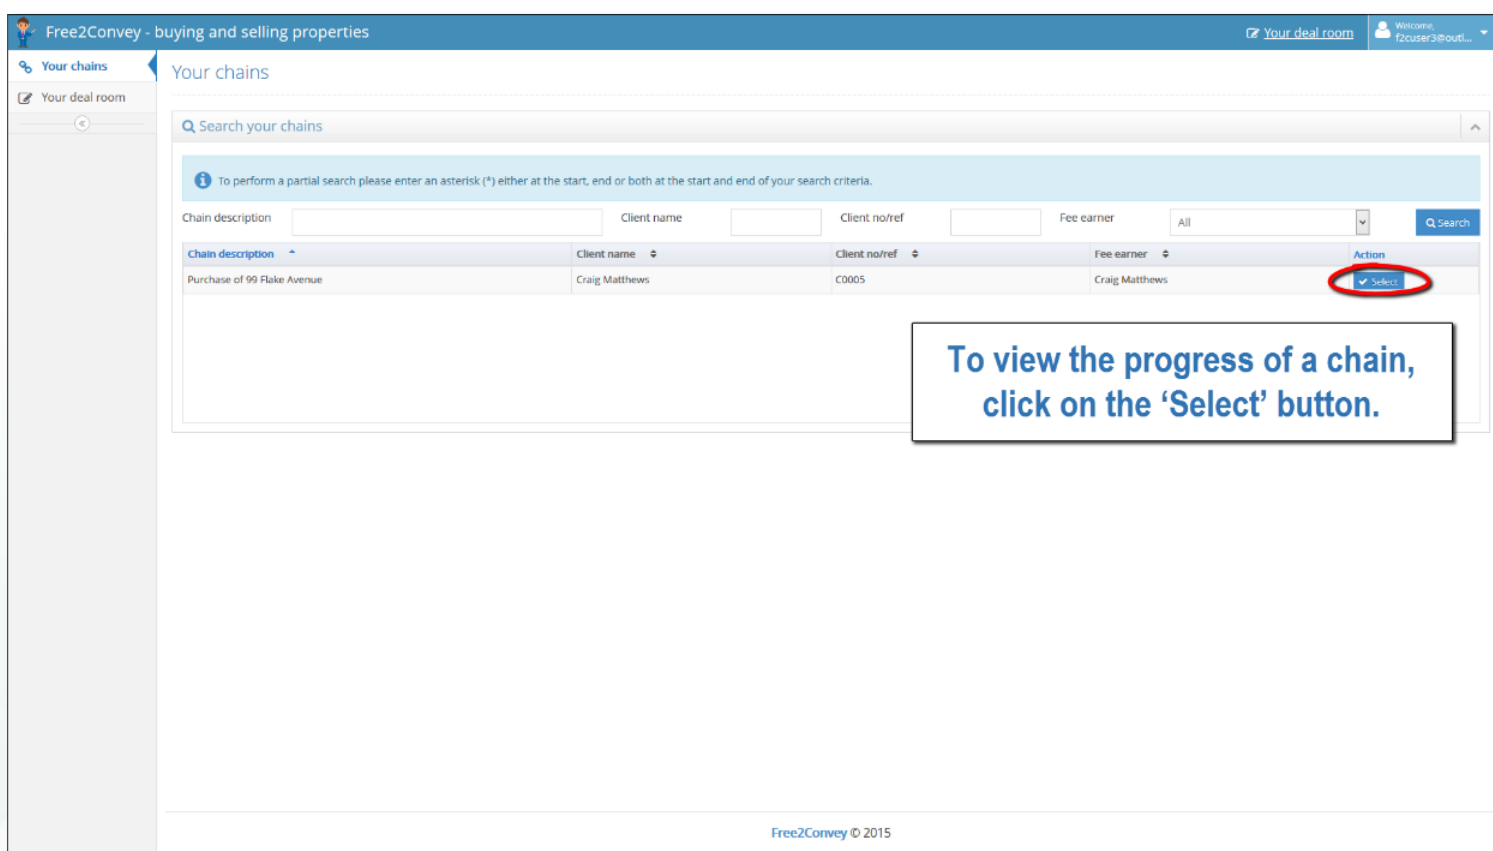 Free2Convey - buying and selling properties
Your deal room
Welcome,
f2cuser3@outl...
Your chains
Your deal room
Your chains
Search your chains
To perform a partial search please enter an asterisk (*) either at the start, end or both at the start and end of your search criteria.
Chain description Client name Client no/ref Fee earner All Search
Chain description Client name Client no/ref Fee earner Action
Purchase of 99 Flake Avenue Craig Matthews C0005 Craig Matthews Select
To view the progress of a chain,
click on the ‘Select’ button.
Free2Convey © 2015